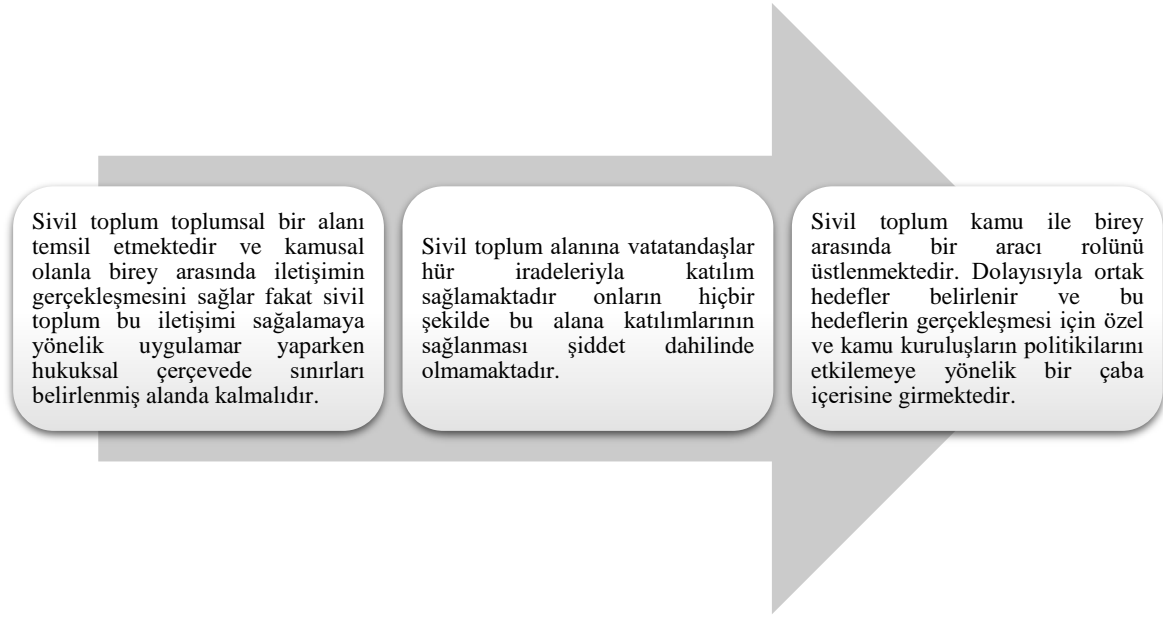 Sivil toplum toplumsal bir alanı
temsil etmektedir ve kamusal
olanla birey arasında iletişimin
gerçekleşmesini sağlar fakat sivil
toplum bu iletişimi sağalamaya
yönelik uygulamar yaparken
hukuksal çerçevede sınırları
belirlenmiş alanda kalmalıdır.
Sivil toplum alanına vatatandaşlar
hür iradeleriyla katılım
sağlamaktadır onların hiçbir
şekilde bu alana katılımlarının
sağlanması şiddet dahilinde
olmamaktadır.
Sivil toplum kamu ile birey
arasında bir aracı rolünü
üstlenmektedir. Dolayısıyla ortak
hedefler belirlenir ve bu
hedeflerin gerçekleşmesi için özel
ve kamu kuruluşların politikilarını
etkilemeye yönelik bir çaba
içerisine girmektedir.